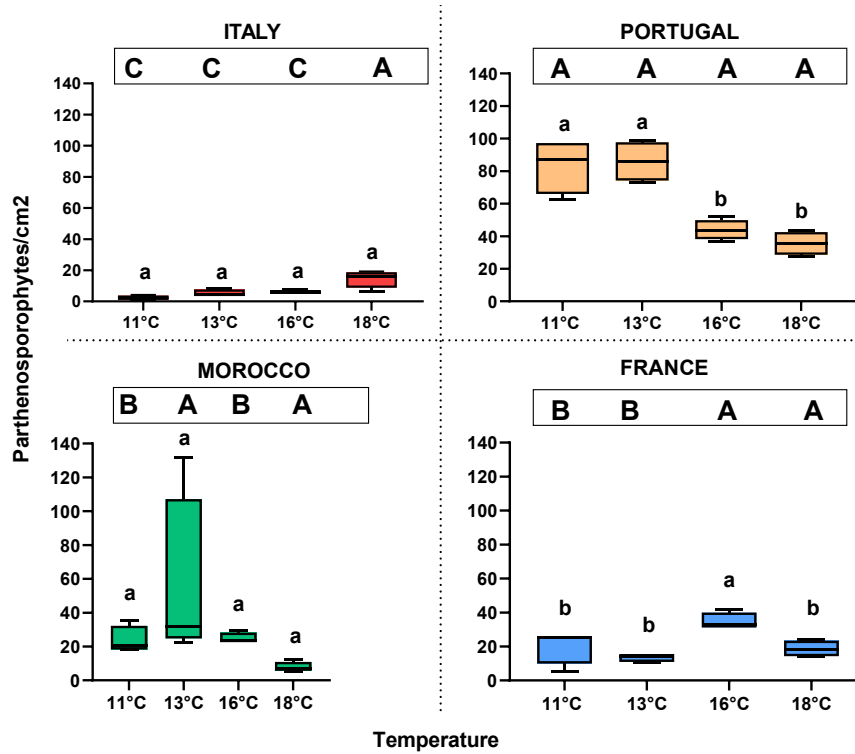 ITALY
C C C A
140
120
100
80
60
40
20
0
a a a a
11°C 13°C 16°C 18°C
PORTUGAL
A A A A
140
120
100
80
60
40
20
0
a a b b
11°C 13°C 16°C 18°C
Parthenosporophytes/cm2
MOROCCO
B A B A
140
120
100
80
60
40
20
0
a a a a
11°C 13°C 16°C 18°C
FRANCE
B B A A
140
120
100
80
60
40
20
0
b b a b
11°C 13°C 16°C 18°C
Temperature